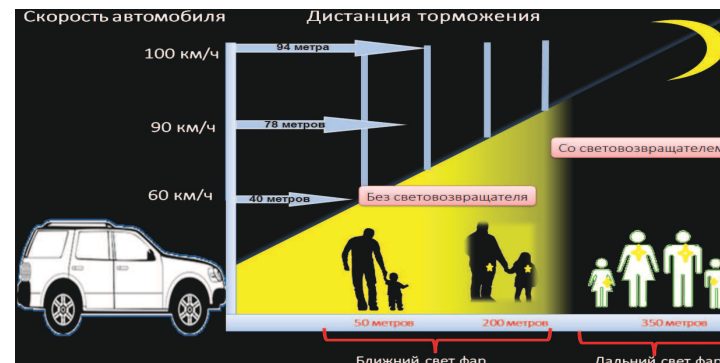 Скорость автомобиля
Дистанция торможения
100 км/ч
94 метра
90 км/ч
78 метров
Со световозвращателем
60 км/ч
40 метров
Без световозвращателя
50 метров
200 метров
350 метров
Ближний свет фар
Дальний свет фар